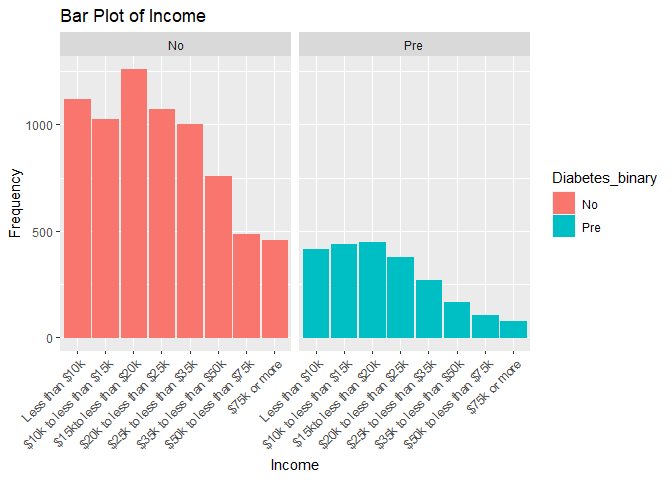 Bar Plot of Income
No
Pre
Frequency
1000
500
0
Less than $10k
$10k to less than $15k
$15kto less than $20k
$20k to less than $25k
$25k to less than $35k
$35k to less than $50k
$50k to less than $75k
$75k or more
Less than $10k
$10k to less than $15k
$15kto less than $20k
$20k to less than $25k
$25k to less than $35k
$35k to less than $50k
$50k to less than $75k
$75k or more
Income
Diabetes_binary
No
Pre